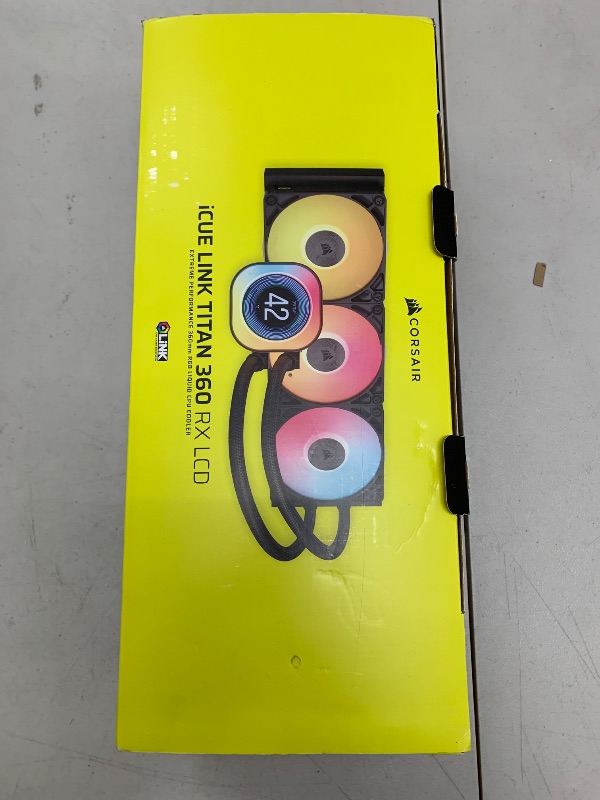 CORSAIR
42
iCUE LINK TITAN 360 RX LCD
EXTREME PERFORMANCE 360mm RGB LIQUID CPU COOLER
LINK